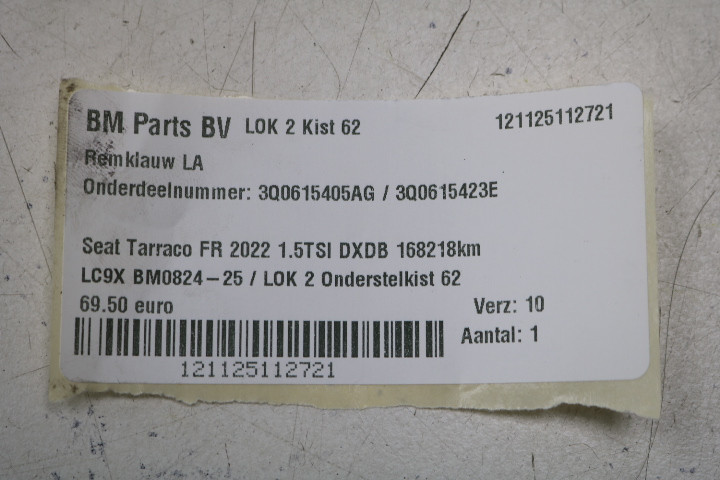 BM Parts BV LOK 2 Kist 62 121125112721
Remklauw LA
Onderdeelnummer: 3Q0615405AG / 3Q0615423E
Seat Tarraco FR 2022 1.5TSI DXDB 168218km
LC9X BM0824-25 / LOK 2 Onderstelkist 62
69.50 euro Verz: 10
Aantal: 1
121125112721